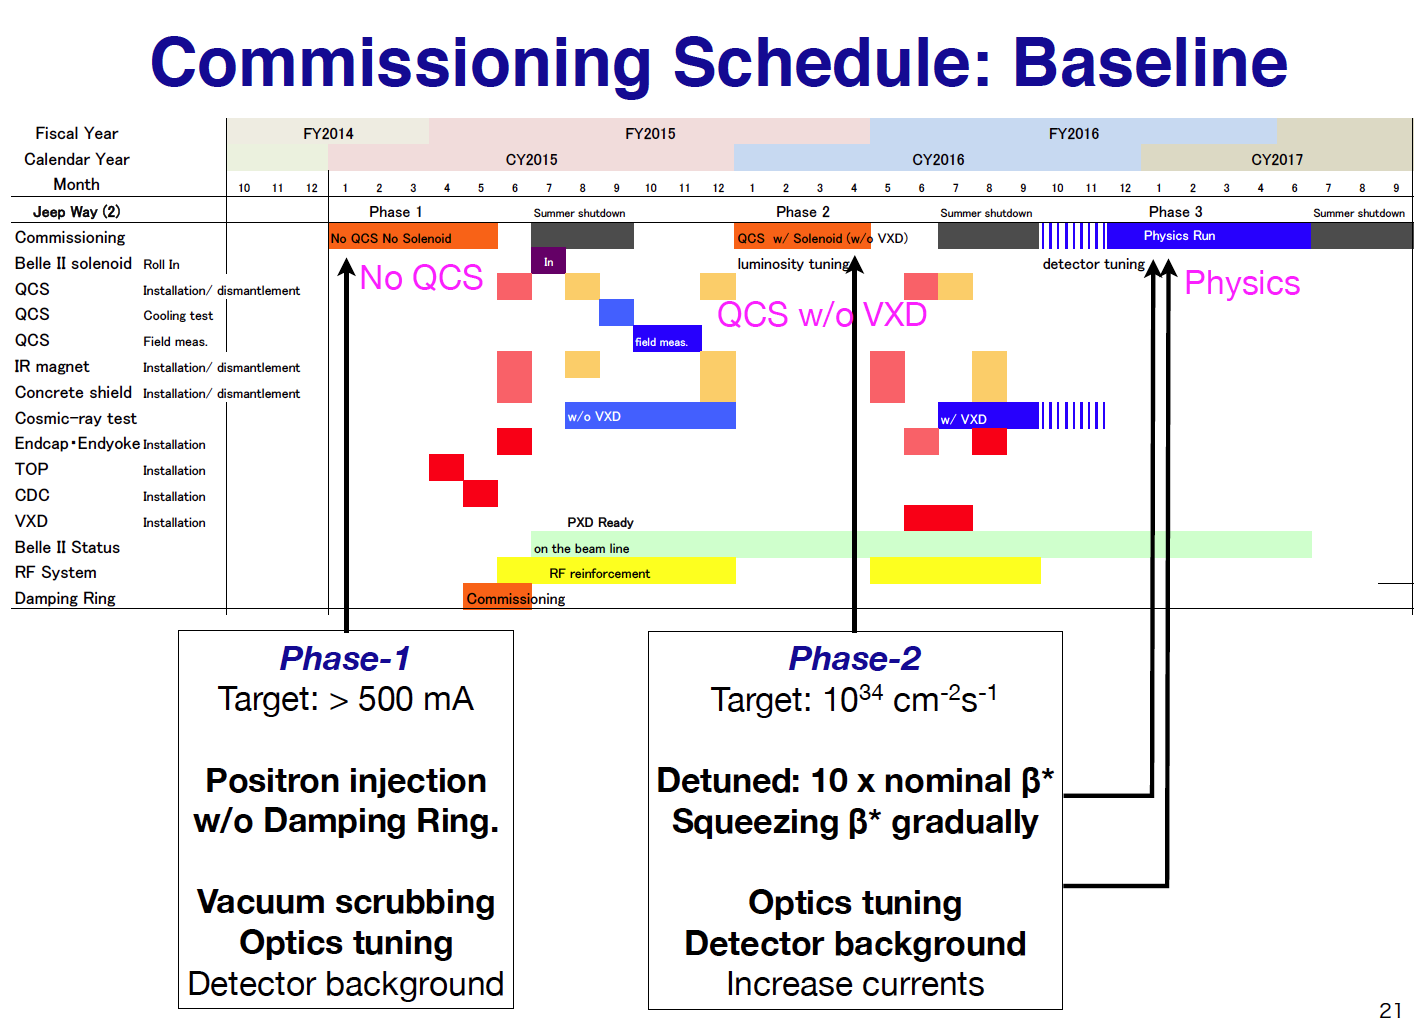 Commissioning Schedule: Baseline
Fiscal Year FY2014 FY2015 FY2016
Calendar Year CY2015 CY2016 CY2017
Month 10 11 12 1 2 3 4 5 6 7 8 9 10 11 12 1 2 3 4 5 6 7 8 9 10 11 12 1 2 3 4 6 7 8 9
Jeep Way (2) Phase 1 Summer shutdown Phase 2 Summer shutdown Phase 3 Summer shutdown
Commissioning No QCS No Solenoid QCS w/ Solenoid (w/o VXD) Physics Run
Belle II solenoid Roll In In luminosity tuning detector tuning
No QCS Physics
QCS Installation/ dismantlement
QCS Cooling test
QCS w/o VXD
QCS Field meas. field meas.
IR magnet Installation/ dismantlement
Concrete shield Installation/ dismantlement
Cosmic-ray test w/o VXD w/ VXD
Endcap・Endyoke Installation
TOP Installation
CDC Installation
VXD Installation PXD Ready
Belle II Status on the beam line
RF System RF reinforcement
Damping Ring Commissioning
Phase-1
Target: > 500 mA
Positron injection
w/o Damping Ring.
Vacuum scrubbing
Optics tuning
Detector background
Phase-2
Target: 10³⁴ cm⁻²s⁻¹
Detuned: 10 x nominal β*
Squeezing β* gradually
Optics tuning
Detector background
Increase currents
21